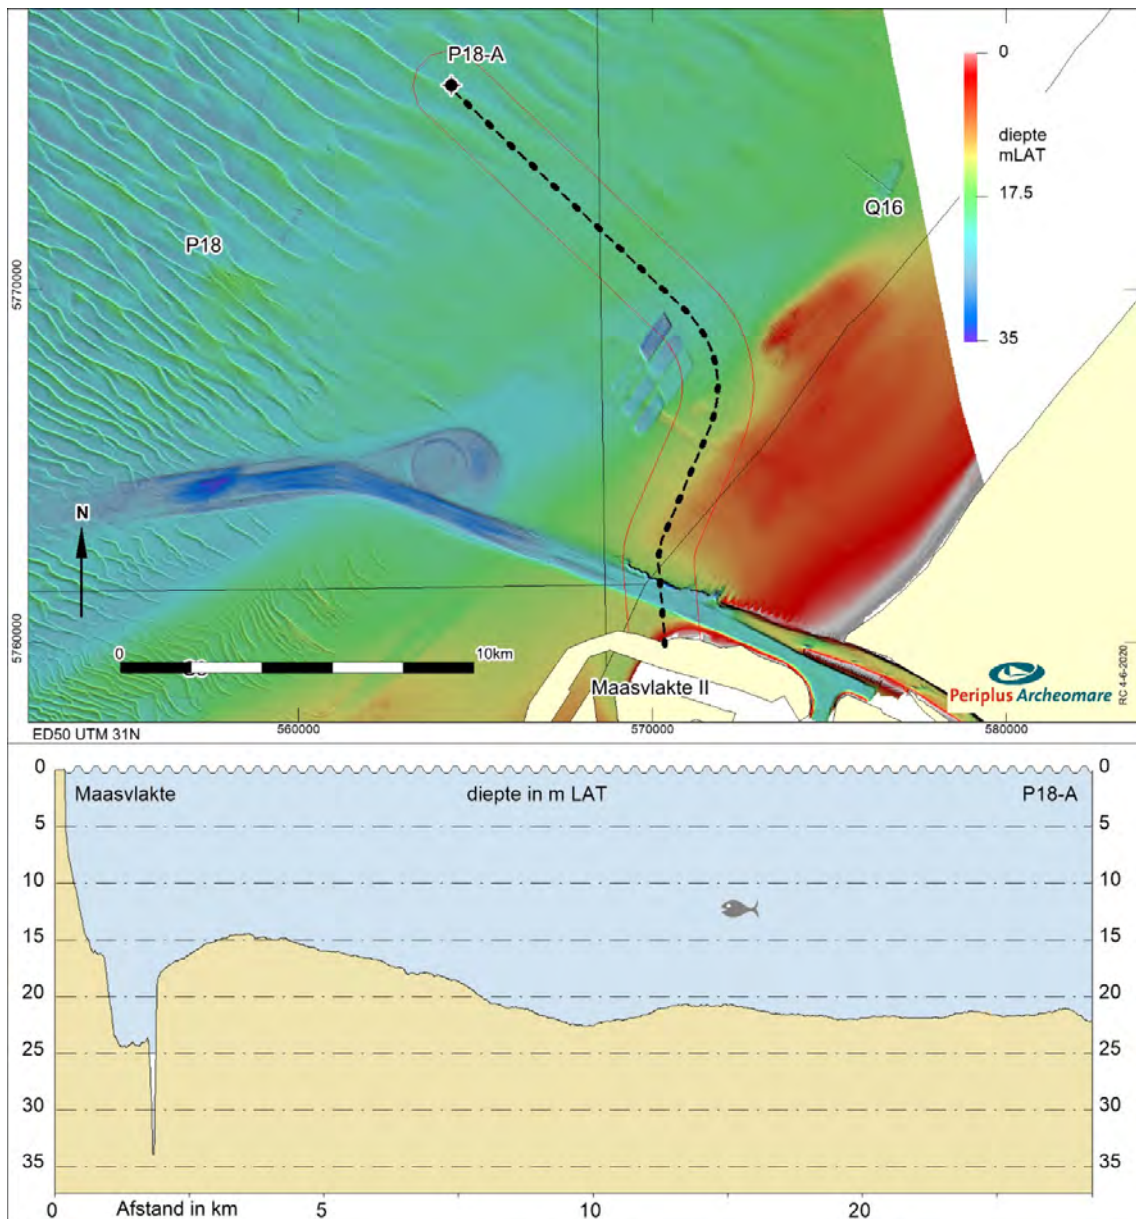 P18-A
0
diepte
mLAT
17.5
Q16
P18
35
5770000
N
5760000
0
10km
Maasvlakte II
Periplus Archeomare
RC 4-6-2020
ED50 UTM 31N
560000
570000
580000
0
Maasvlakte
diepte in m LAT
P18-A
0
5
5
10
10
15
15
20
20
25
25
30
30
35
35
0
Afstand in km
5
10
20